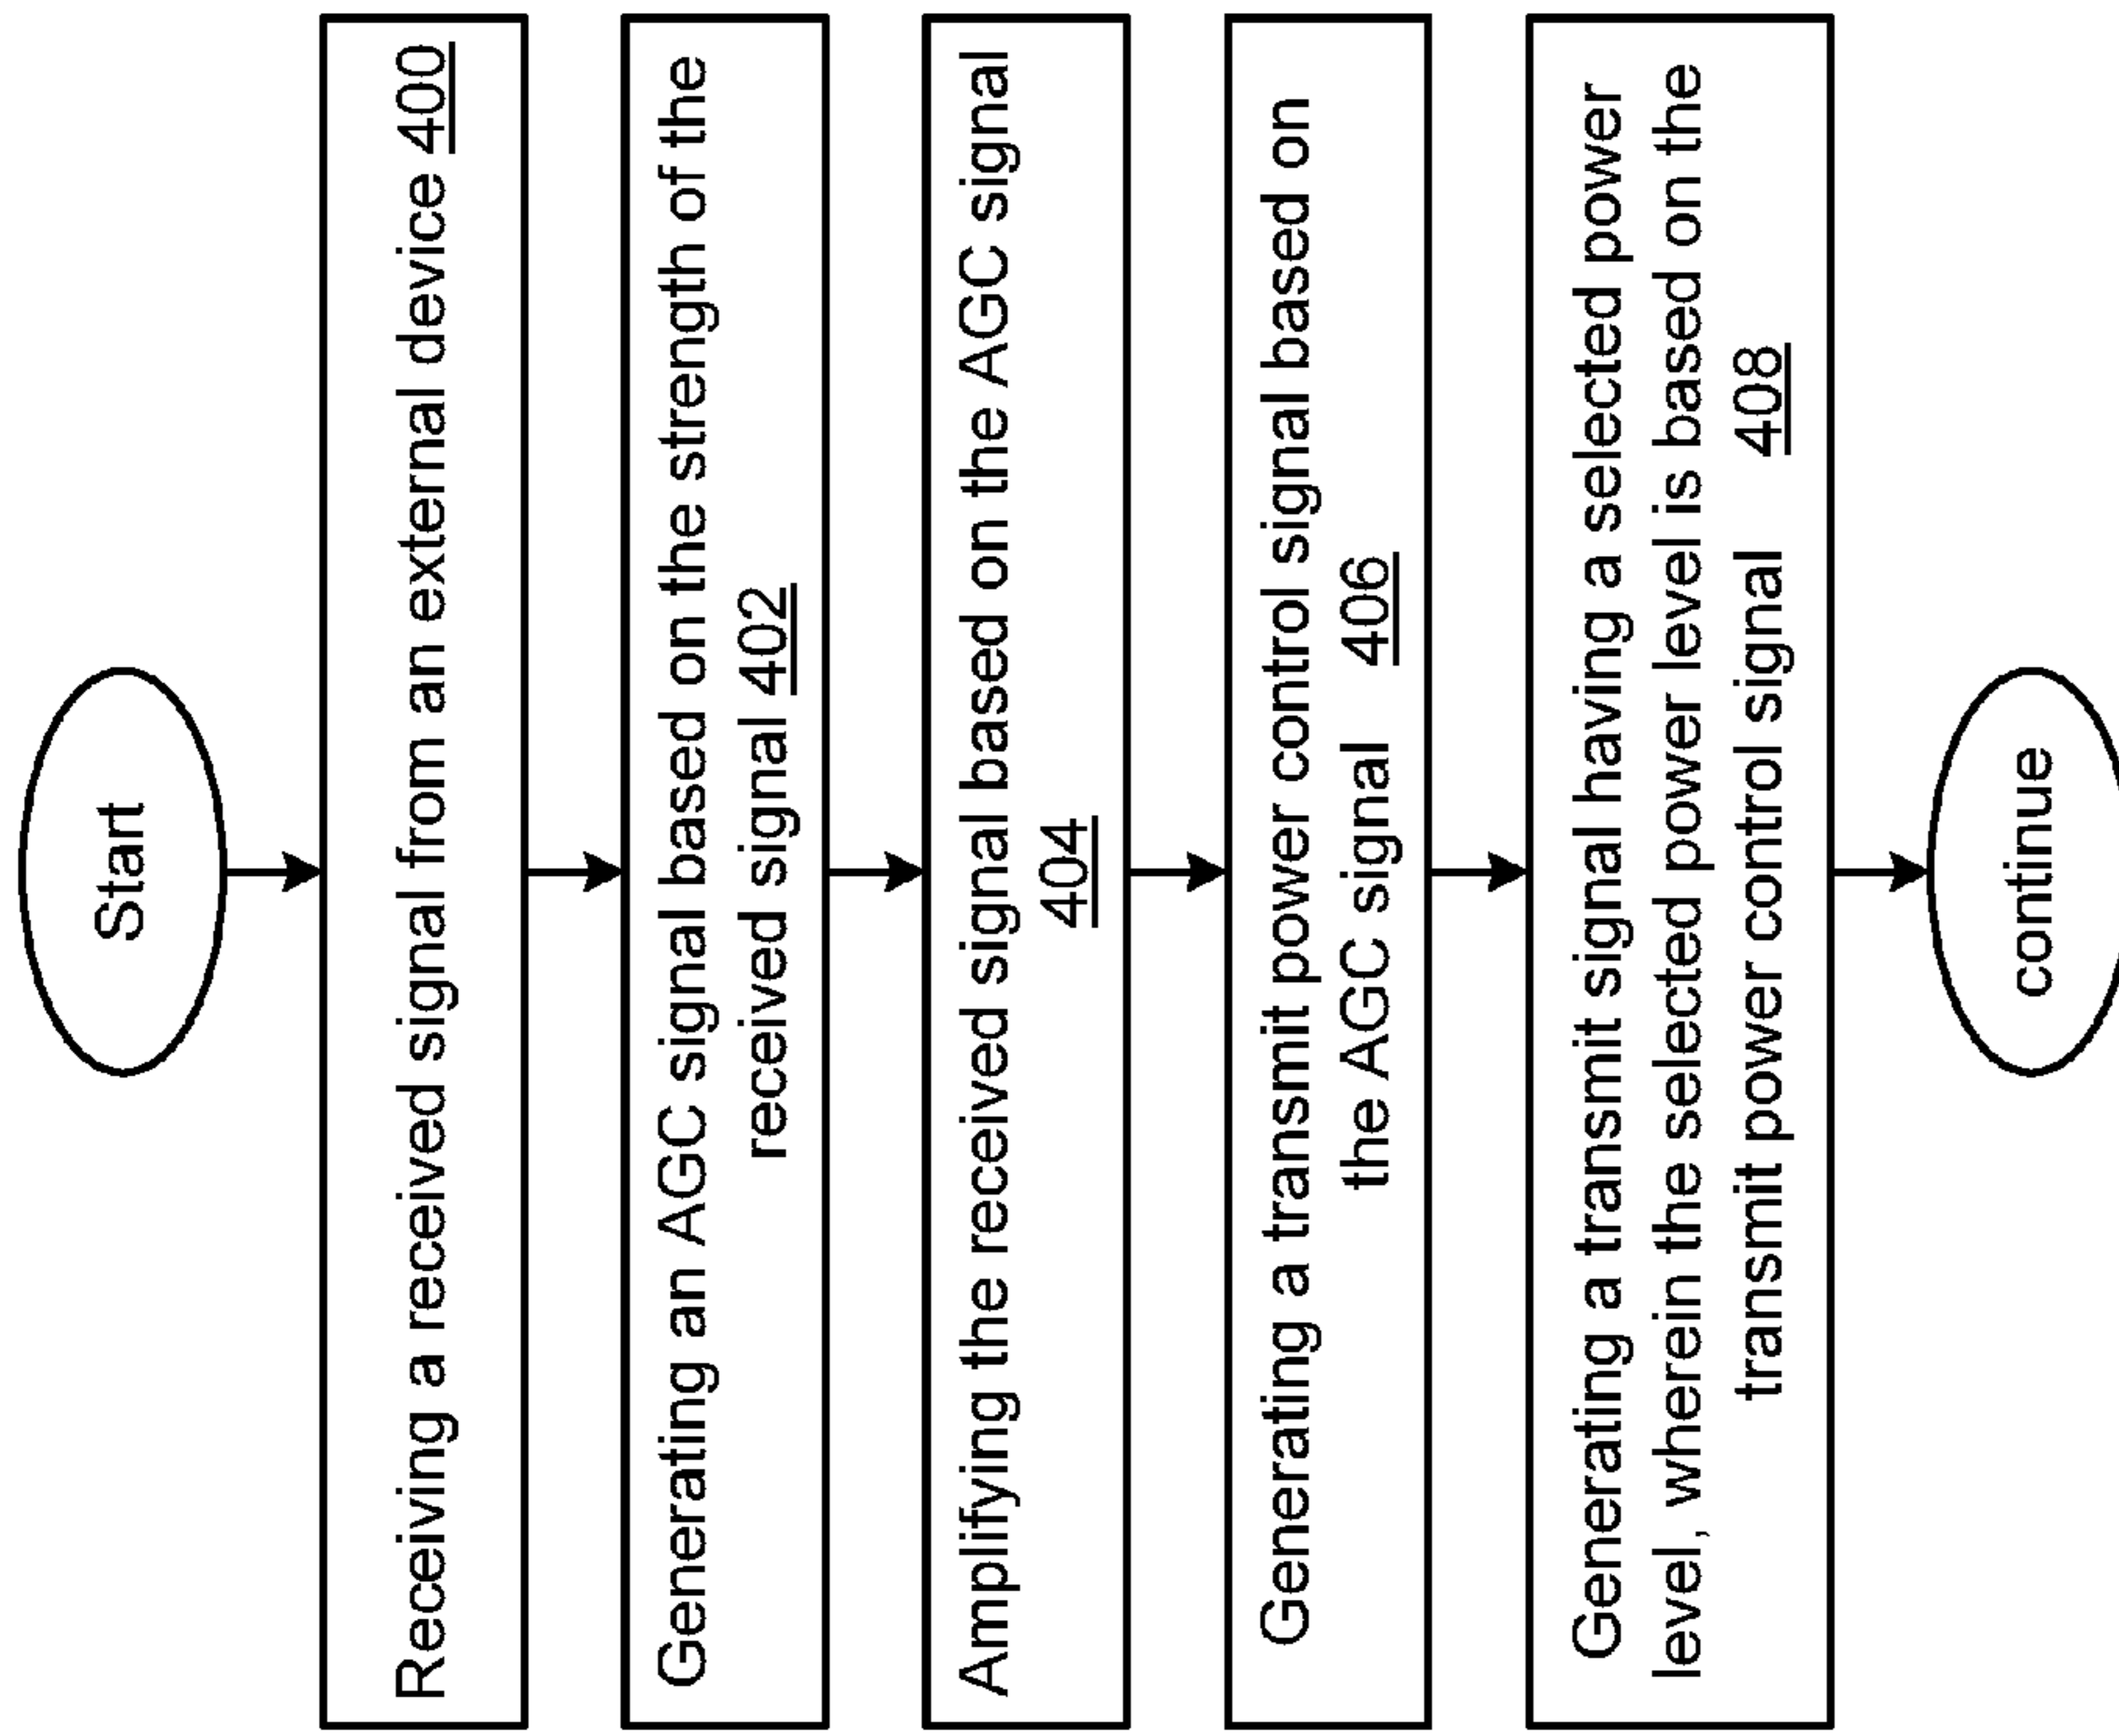 Start
Receiving a received signal from an external device 400
Generating an AGC signal based on the strength of the
received signal 402
Amplifying the received signal based on the AGC signal
404
Generating a transmit power control signal based on
the AGC signal 406
Generating a transmit signal having a selected power
level, wherein the selected power level is based on the
transmit power control signal 408
continue